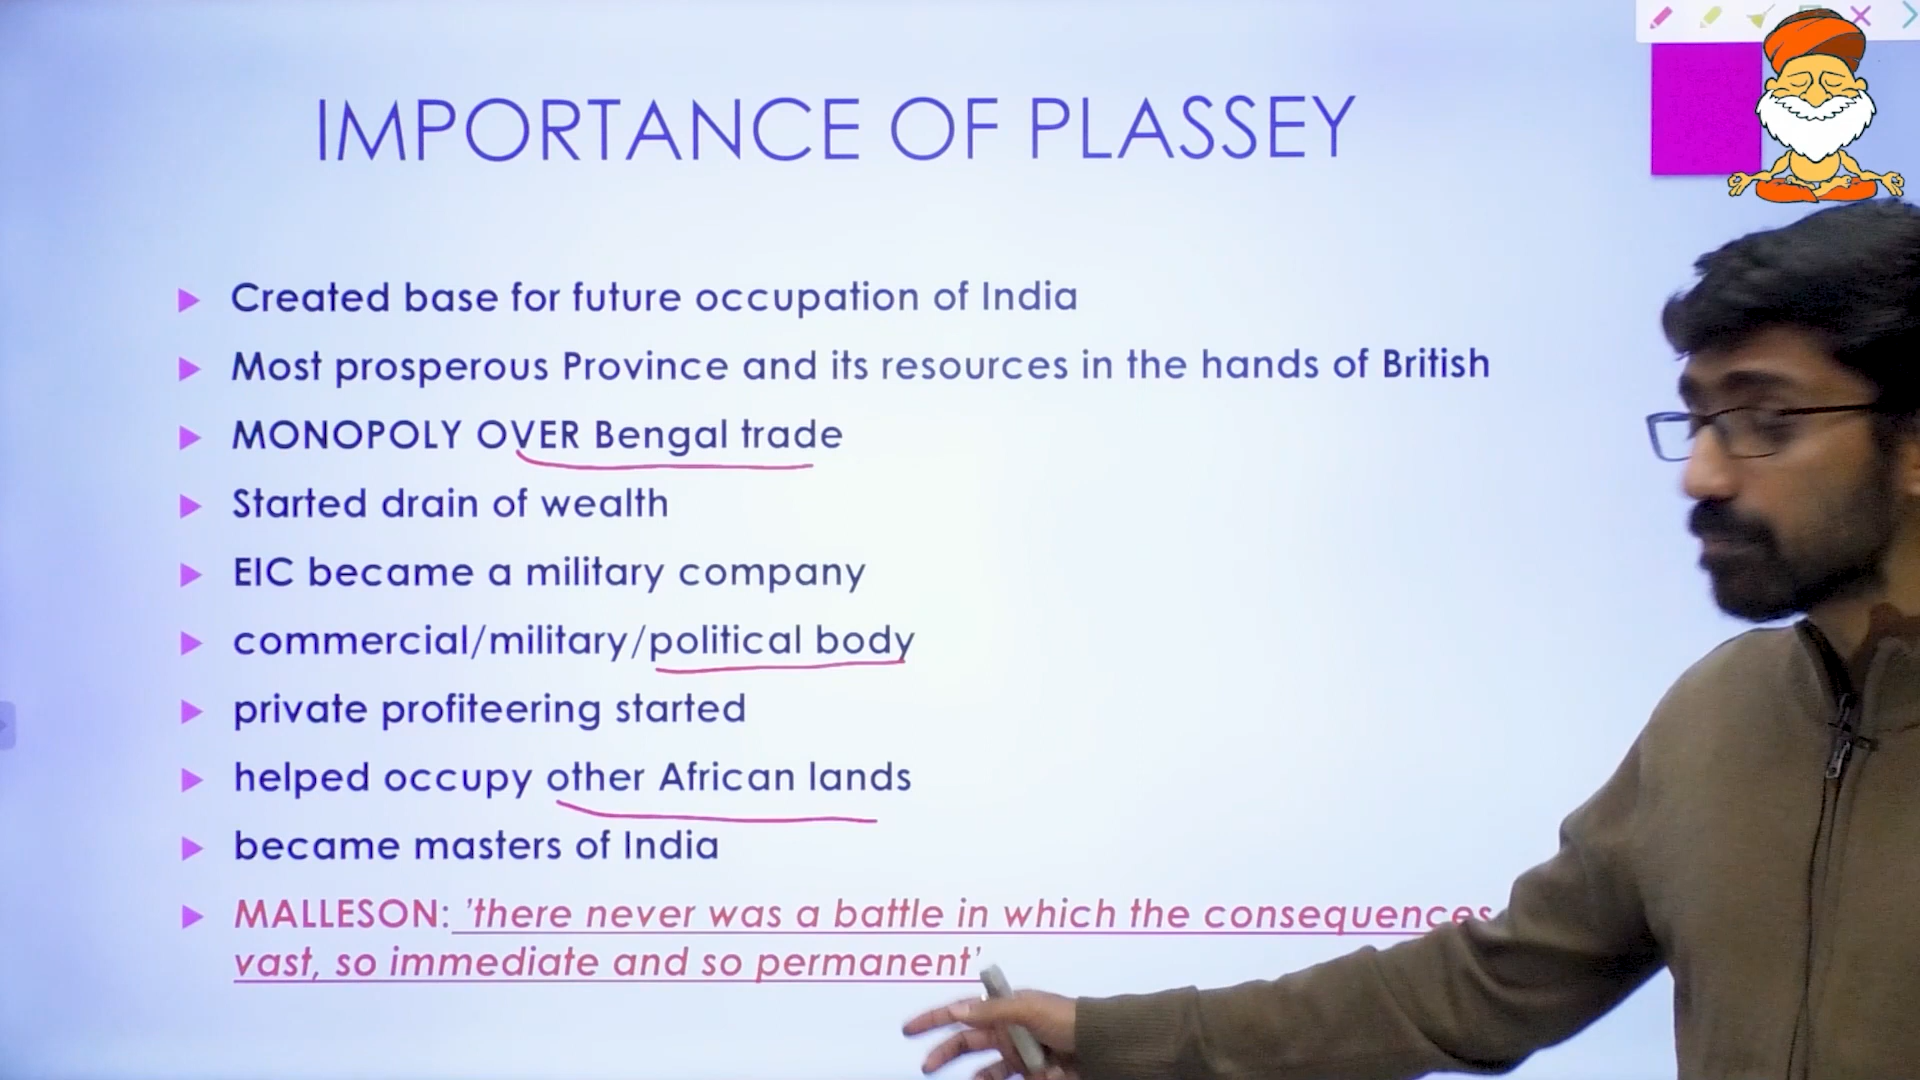 IMPORTANCE OF PLASSEY
Created base for future occupation of India
Most prosperous Province and its resources in the hands of British
MONOPOLY OVER Bengal trade
Started drain of wealth
EIC became a military company
commercial/military/political body
private profiteering started
helped occupy other African lands
became masters of India
MALLESON: 'there never was a battle in which the consequences
vast, so immediate and so permanent'